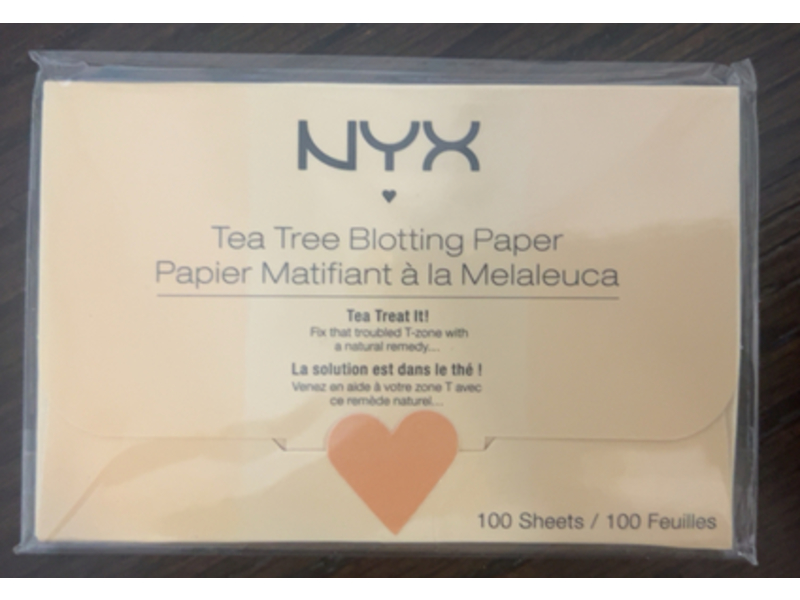 NYX
Tea Tree Blotting Paper
Papier Matifiant à la Melaleuca
Tea Treat It!
Fix that troubled T-zone with
a natural remedy....
La solution est dans le thé !
Venez en aide à votre zone T avec
ce remède naturel...
100 Sheets / 100 Feuilles